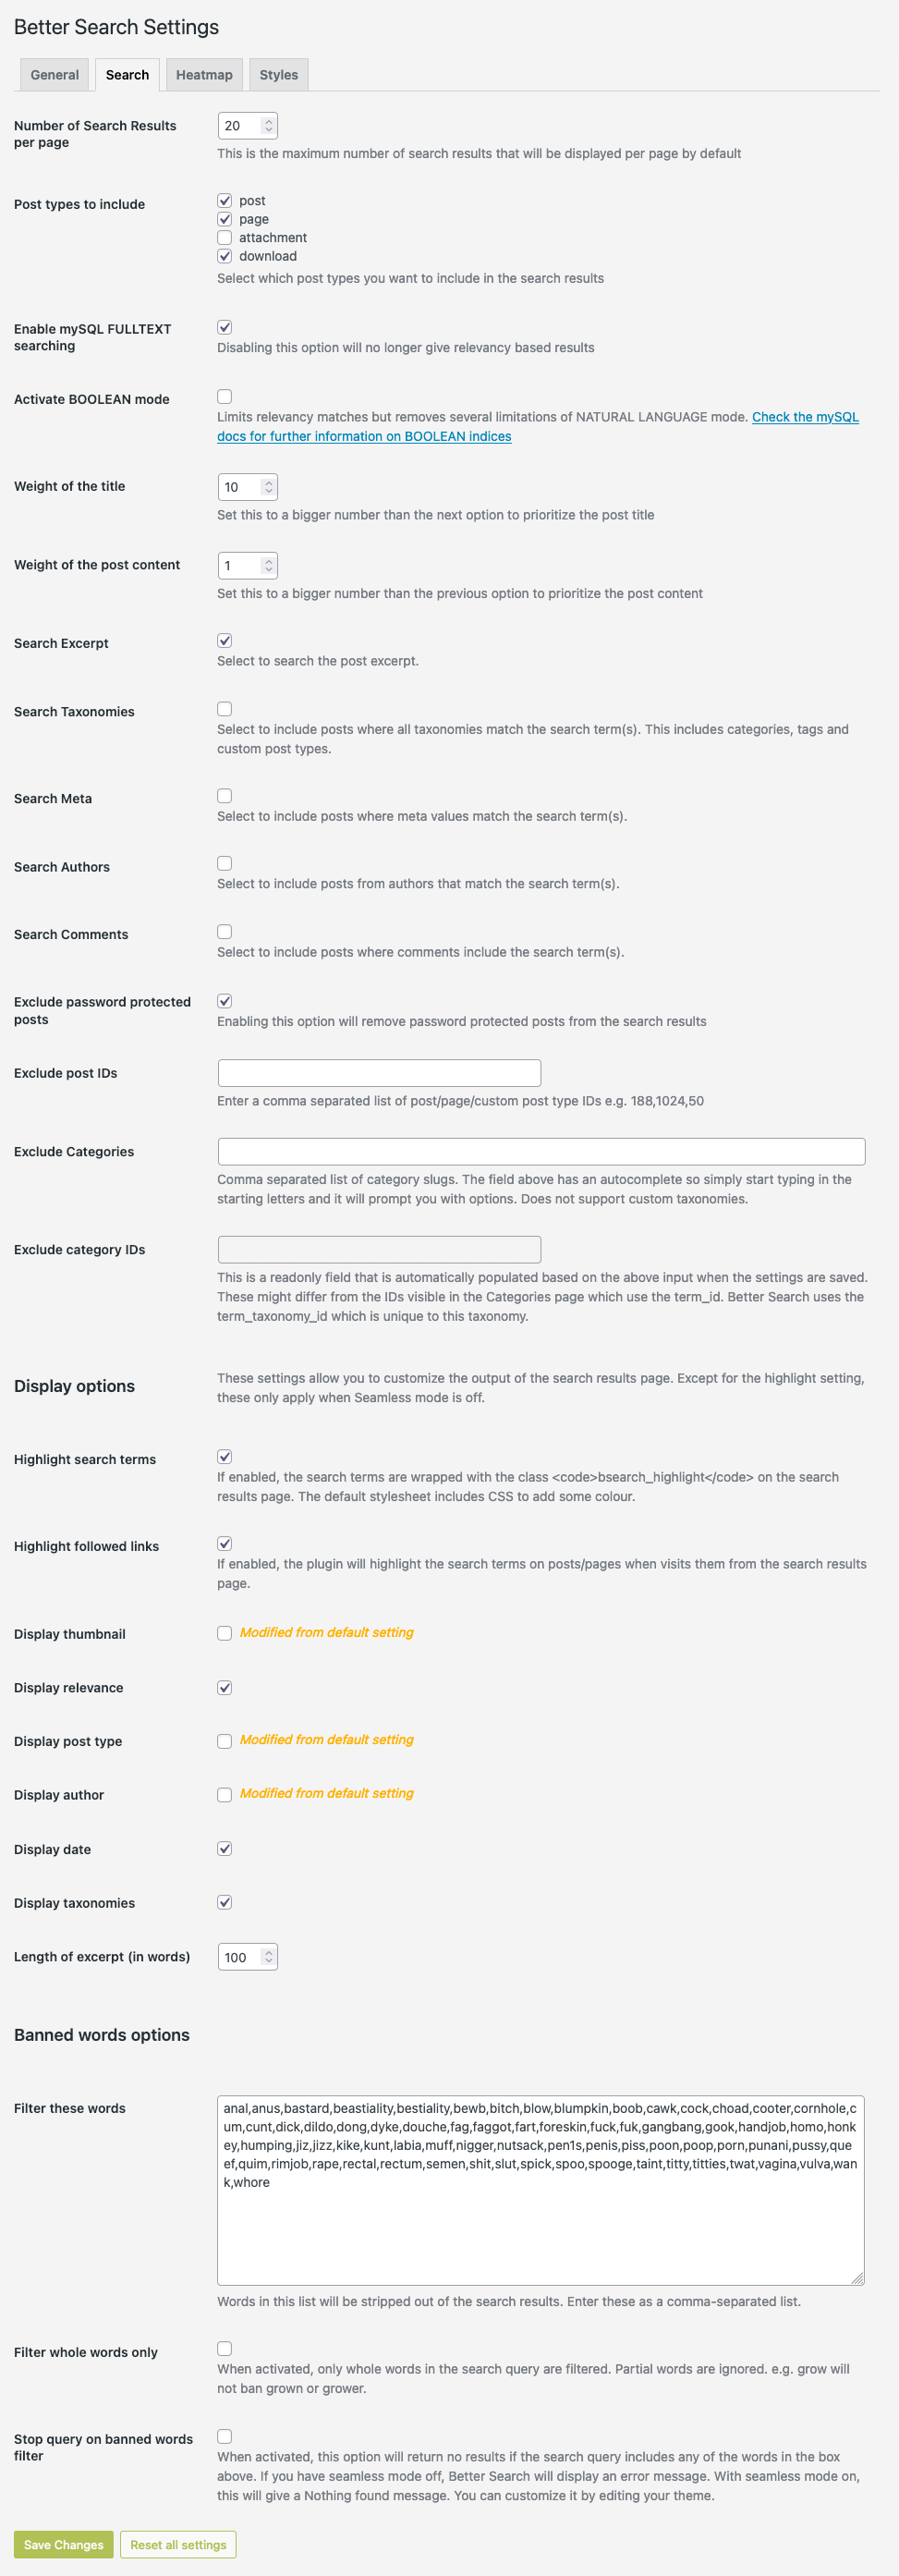 Better Search Settings
General Search Heatmap Styles
Number of Search Results
per page
20
This is the maximum number of search results that will be displayed per page by default
Post types to include
post
page
attachment
download
Select which post types you want to include in the search results
Enable mySQL FULLTEXT
searching
Disabling this option will no longer give relevancy based results
Activate BOOLEAN mode
Limits relevancy matches but removes several limitations of NATURAL LANGUAGE mode. Check the mySQL
docs for further information on BOOLEAN indices
Weight of the title
10
Set this to a bigger number than the next option to prioritize the post title
Weight of the post content
1
Set this to a bigger number than the previous option to prioritize the post content
Search Excerpt
Select to search the post excerpt.
Search Taxonomies
Select to include posts where all taxonomies match the search term(s). This includes categories, tags and
custom post types.
Search Meta
Select to include posts where meta values match the search term(s).
Search Authors
Select to include posts from authors that match the search term(s).
Search Comments
Select to include posts where comments include the search term(s).
Exclude password protected
posts
Enabling this option will remove password protected posts from the search results
Exclude post IDs
Enter a comma separated list of post/page/custom post type IDs e.g. 188,1024,50
Exclude Categories
Comma separated list of category slugs. The field above has an autocomplete so simply start typing in the
starting letters and it will prompt you with options. Does not support custom taxonomies.
Exclude category IDs
This is a readonly field that is automatically populated based on the above input when the settings are saved.
These might differ from the IDs visible in the Categories page which use the term_id. Better Search uses the
term_taxonomy_id which is unique to this taxonomy.
Display options
These settings allow you to customize the output of the search results page. Except for the highlight setting,
these only apply when Seamless mode is off.
Highlight search terms
If enabled, the search terms are wrapped with the class <code>bsearch_highlight</code> on the search
results page. The default stylesheet includes CSS to add some colour.
Highlight followed links
If enabled, the plugin will highlight the search terms on posts/pages when visits them from the search results
page.
Display thumbnail
Modified from default setting
Display relevance
Display post type
Modified from default setting
Display author
Modified from default setting
Display date
Display taxonomies
Length of excerpt (in words)
100
Banned words options
Filter these words
anal,anus,bastard,beastiality,bestiality,bewb,bitch,blow,blumpkin,boob,cawk,cock,choad,cooter,cornhole,c
um,cunt,dick,dildo,dong,dyke,douche,fag,faggot,fart,foreskin,fuck,fuk,gangbang,gook,handjob,homo,honk
ey,humping,jiz,jizz,kike,kunt,labia,muff,nigger,nutsack,pen1s,penis,piss,poon,poop,porn,punani,pussy,que
ef,quim,rimjob,rape,rectal,rectum,semen,shit,slut,spick,spoo,spooge,taint,titty,titties,twat,vagina,vulva,wan
k,whore
Words in this list will be stripped out of the search results. Enter these as a comma-separated list.
Filter whole words only
When activated, only whole words in the search query are filtered. Partial words are ignored. e.g. grow will
not ban grown or grower.
Stop query on banned words
filter
When activated, this option will return no results if the search query includes any of the words in the box
above. If you have seamless mode off, Better Search will display an error message. With seamless mode on,
this will give a Nothing found message. You can customize it by editing your theme.
Save Changes Reset all settings